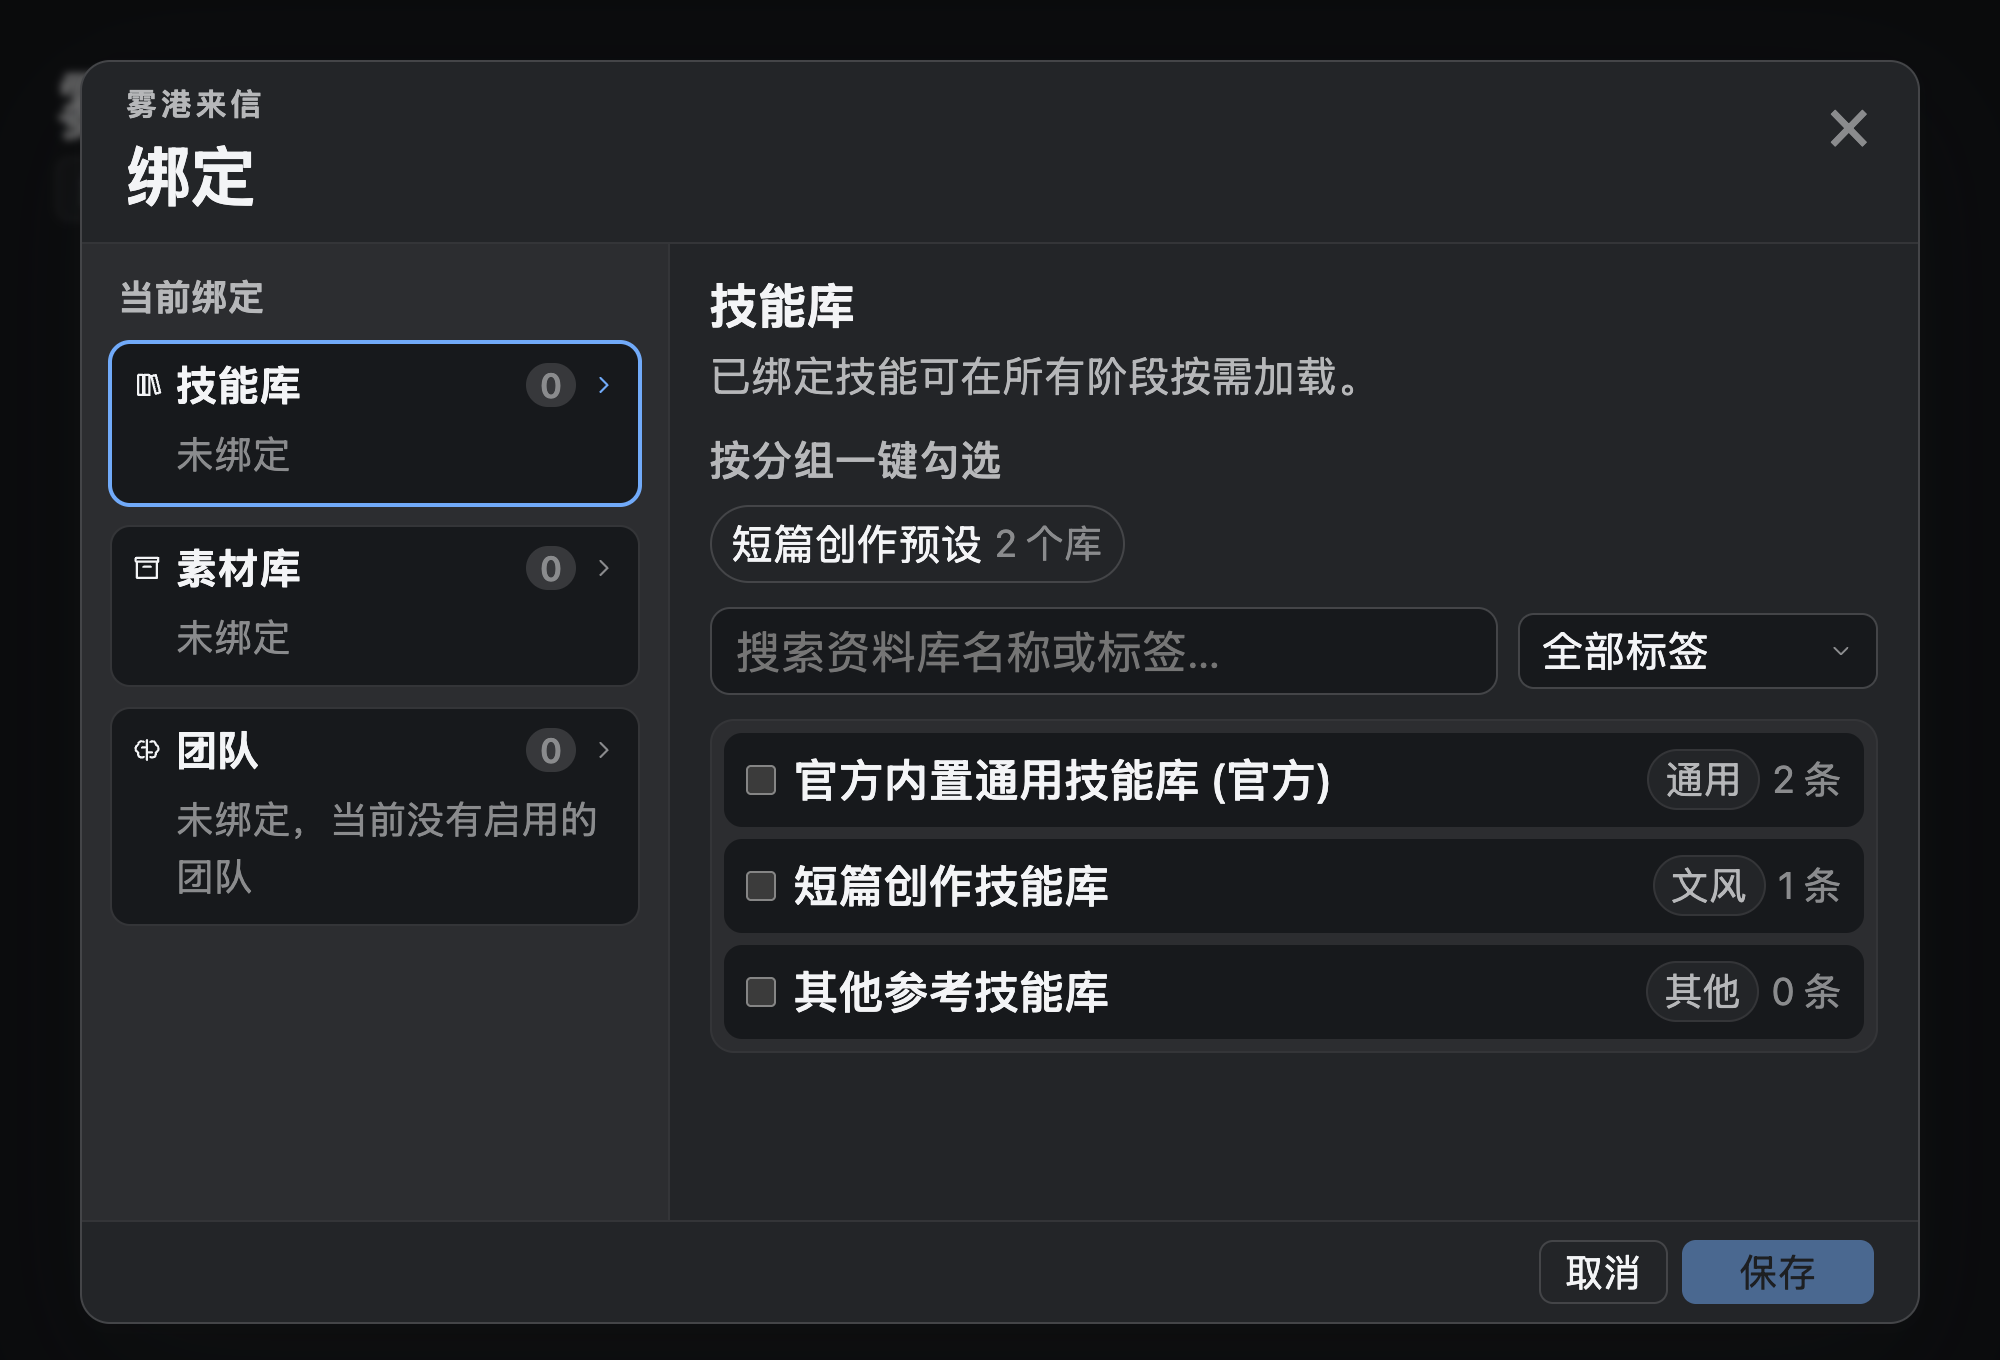 雾港来信
绑定
当前绑定
技能库 0
未绑定
素材库 0
未绑定
团队 0
未绑定，当前没有启用的
团队
技能库
已绑定技能可在所有阶段按需加载。
按分组一键勾选
短篇创作预设 2 个库
搜索资料库名称或标签...
全部标签
官方内置通用技能库 (官方) 通用 2 条
短篇创作技能库 文风 1 条
其他参考技能库 其他 0 条
取消
保存